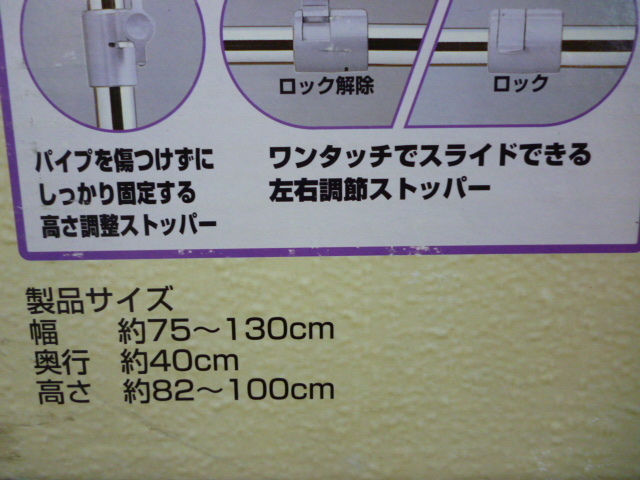 ロック解除
ロック
パイプを傷つけずに
しっかり固定する
高さ調整ストッパー
ワンタッチでスライドできる
左右調節ストッパー
製品サイズ
幅 約75～130cm
奥行 約40cm
高さ 約82～100cm